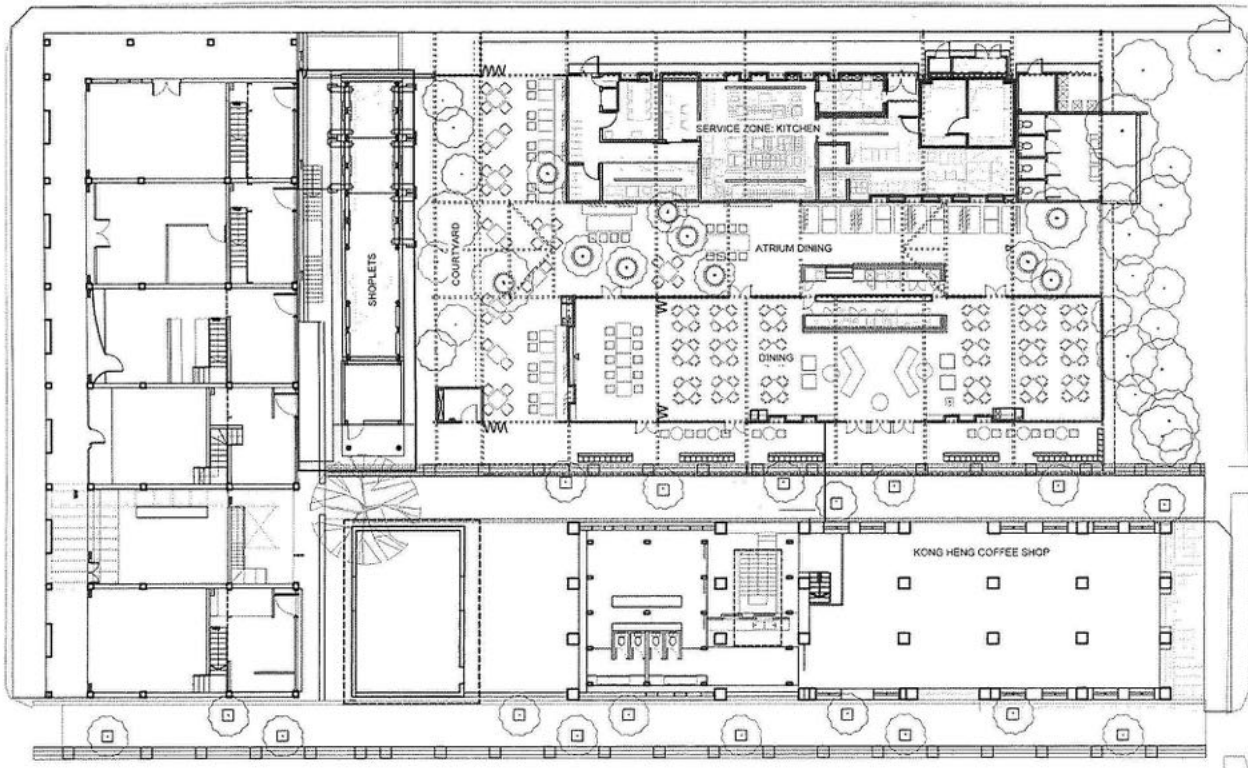 SERVICE ZONE: KITCHEN
SHOPLETS
COURTYARD
ATRIUM DINING
DINING
KONG HENG COFFEE SHOP